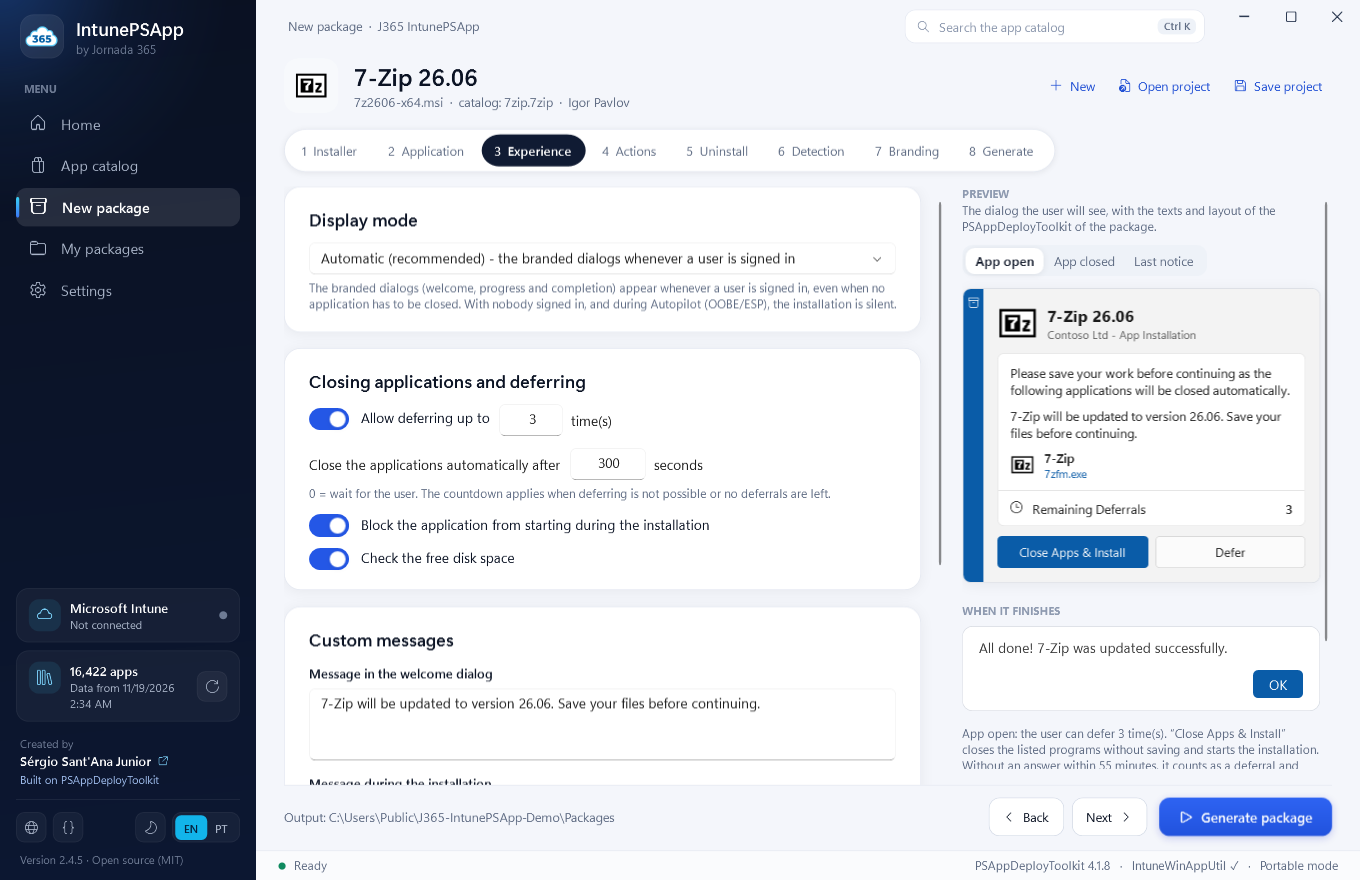 365
IntunePSApp
by Jornada 365
MENU
Home
App catalog
New package
My packages
Settings
Microsoft Intune
Not connected
16,422 apps
Data from 11/19/2026
2:34 AM
Created by
Sérgio Sant'Ana Junior
Built on PSAppDeployToolkit
{} EN PT
Version 2.4.5 · Open source (MIT)
New package · J365 IntunePSApp
Search the app catalog Ctrl K
7z
7-Zip 26.06
7z2606-x64.msi · catalog: 7zip.7zip · Igor Pavlov
New Open project Save project
1 Installer 2 Application 3 Experience 4 Actions 5 Uninstall 6 Detection 7 Branding 8 Generate
Display mode
Automatic (recommended) - the branded dialogs whenever a user is signed in
The branded dialogs (welcome, progress and completion) appear whenever a user is signed in, even when no
application has to be closed. With nobody signed in, and during Autopilot (OOBE/ESP), the installation is silent.
Closing applications and deferring
Allow deferring up to 3 time(s)
Close the applications automatically after 300 seconds
0 = wait for the user. The countdown applies when deferring is not possible or no deferrals are left.
Block the application from starting during the installation
Check the free disk space
Custom messages
Message in the welcome dialog
7-Zip will be updated to version 26.06. Save your files before continuing.
Message during the installation
PREVIEW
The dialog the user will see, with the texts and layout of the
PSAppDeployToolkit of the package.
App open App closed Last notice
7z
7-Zip 26.06
Contoso Ltd - App Installation
Please save your work before continuing as the
following applications will be closed automatically.
7-Zip will be updated to version 26.06. Save your
files before continuing.
7z
7-Zip
7zfm.exe
Remaining Deferrals 3
Close Apps & Install Defer
WHEN IT FINISHES
All done! 7-Zip was updated successfully.
OK
App open: the user can defer 3 time(s). “Close Apps & Install”
closes the listed programs without saving and starts the installation.
Without an answer within 55 minutes, it counts as a deferral and
Output: C:\Users\Public\J365-IntunePSApp-Demo\Packages
Back Next Generate package
Ready
PSAppDeployToolkit 4.1.8 · IntuneWinAppUtil ✓ · Portable mode